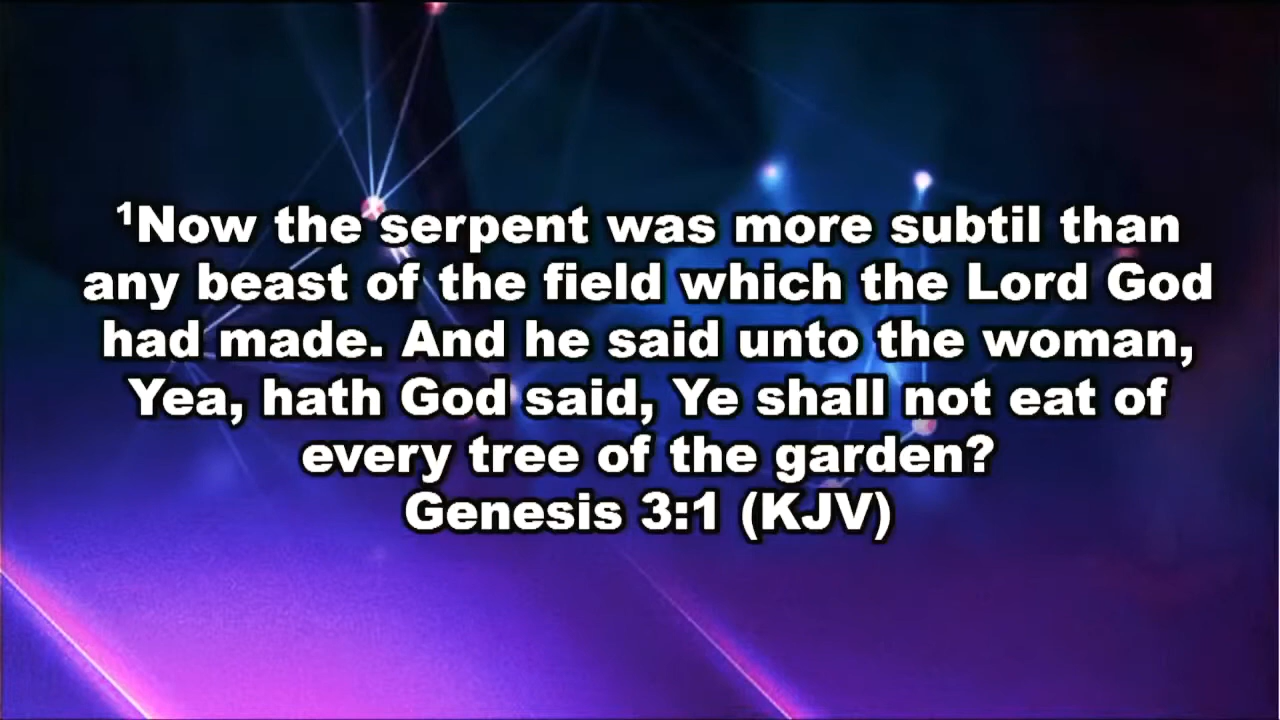 ¹Now the serpent was more subtil than
any beast of the field which the Lord God
had made. And he said unto the woman,
Yea, hath God said, Ye shall not eat of
every tree of the garden?
Genesis 3:1 (KJV)